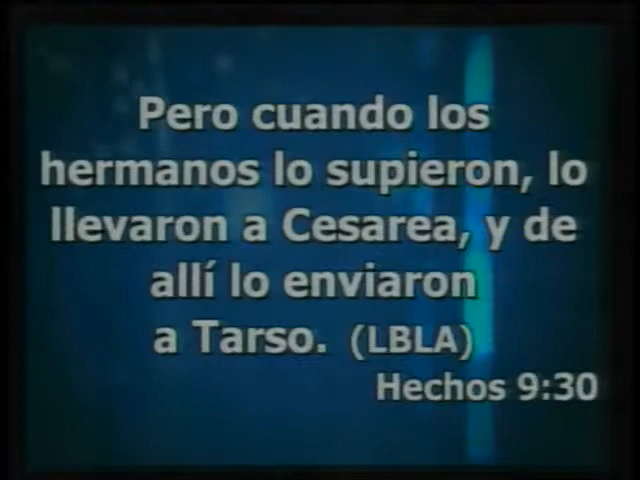 Pero cuando los
hermanos lo supieron, lo
llevaron a Cesarea, y de
allí lo enviaron
a Tarso. (LBLA)
Hechos 9:30